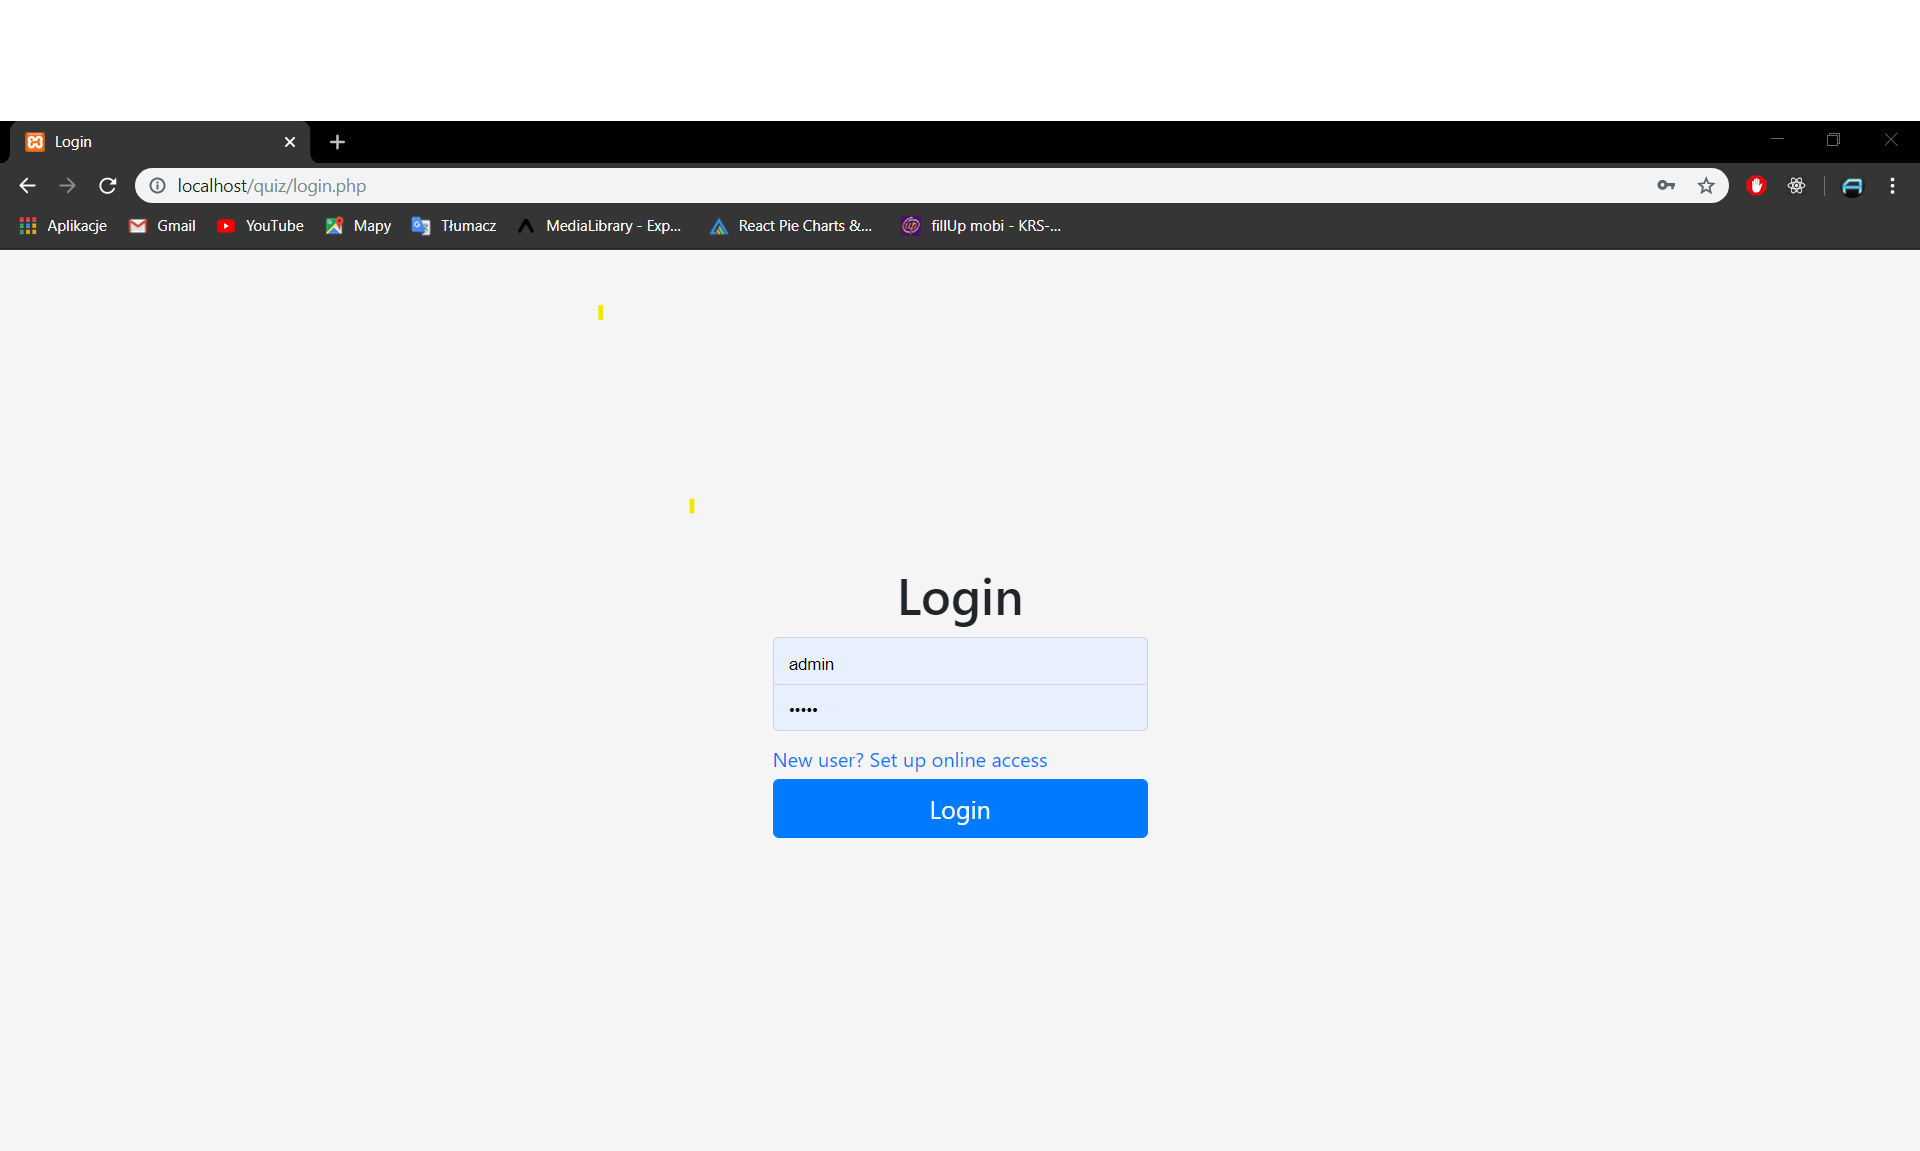 Login
localhost/quiz/login.php
Aplikacje Gmail YouTube Mapy Tłumacz MediaLibrary - Exp... React Pie Charts &... fillUp mobi - KRS-...
Login
admin
•••••
New user? Set up online access
Login